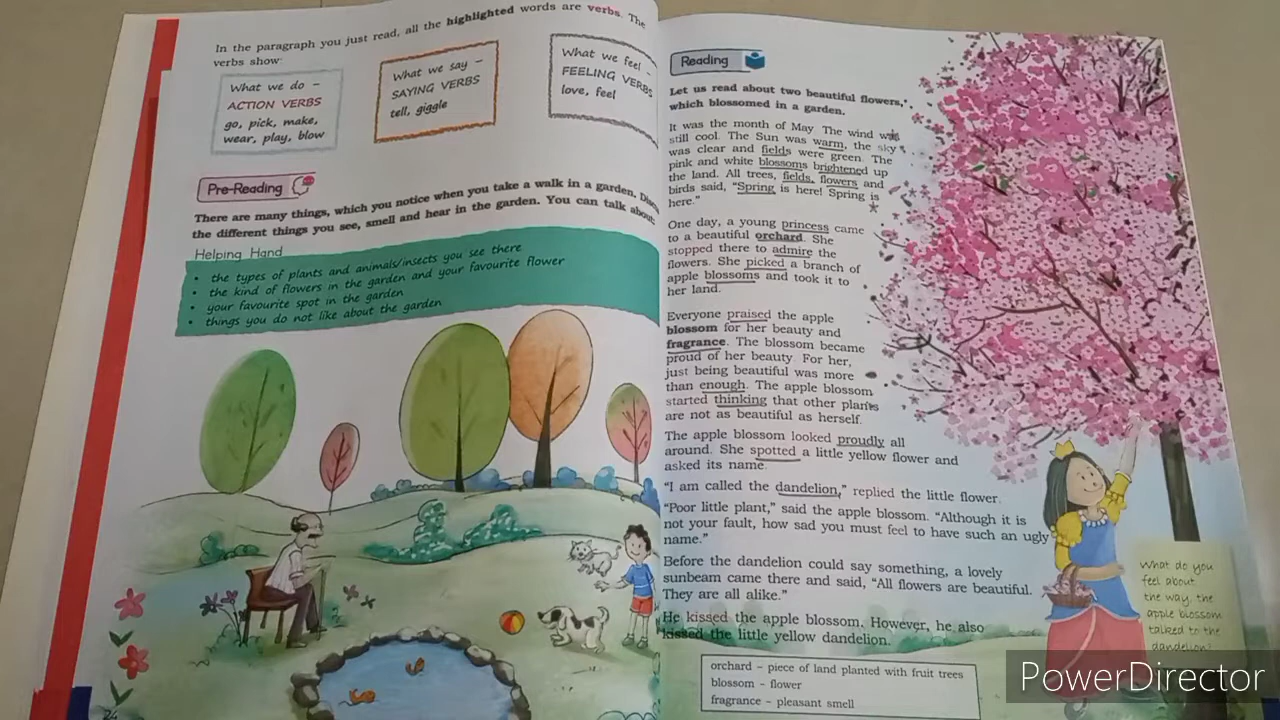 In the paragraph you just read, all the highlighted words are verbs. The
verbs show:
What we do –
ACTION VERBS
go, pick, make,
wear, play, blow
What we say –
SAYING VERBS
tell, giggle
What we feel –
FEELING VERBS
love, feel
Pre-Reading
There are many things, which you notice when you take a walk in a garden.
the different things you see, smell and hear in the garden. You can talk about:
Helping Hand
• the types of plants and animals/insects you see there
• the kind of flowers in the garden and your favourite flower
• your favourite spot in the garden
• things you do not like about the garden
24
Reading
Let us read about two beautiful flowers,
which blossomed in a garden.
It was the month of May The wind was
still cool. The Sun was warm, the sky
was clear and fields were green. The
pink and white blossoms brightened up
the land. All trees, fields, flowers and
birds said, “Spring is here! Spring is
here.”
One day, a young princess came
to a beautiful orchard. She
stopped there to admire the
flowers. She picked a branch of
apple blossoms and took it to
her land.
Everyone praised the apple
blossom for her beauty and
fragrance. The blossom became
proud of her beauty. For her,
just being beautiful was more
than enough. The apple blossom
started thinking that other plants
are not as beautiful as herself.
The apple blossom looked proudly all
around. She spotted a little yellow flower and
asked its name.
“I am called the dandelion,” replied the little flower.
“Poor little plant,” said the apple blossom. “Although it is
not your fault, how sad you must feel to have such an ugly
name.”
Before the dandelion could say something, a lovely
sunbeam came there and said, “All flowers are beautiful.
They are all alike.”
He kissed the apple blossom. However, he also
kissed the little yellow dandelion.
What do you
feel about
the way, the
apple blossom
talked to the
dandelion?
orchard – piece of land planted with fruit trees
blossom – flower
fragrance – pleasant smell
PowerDirector